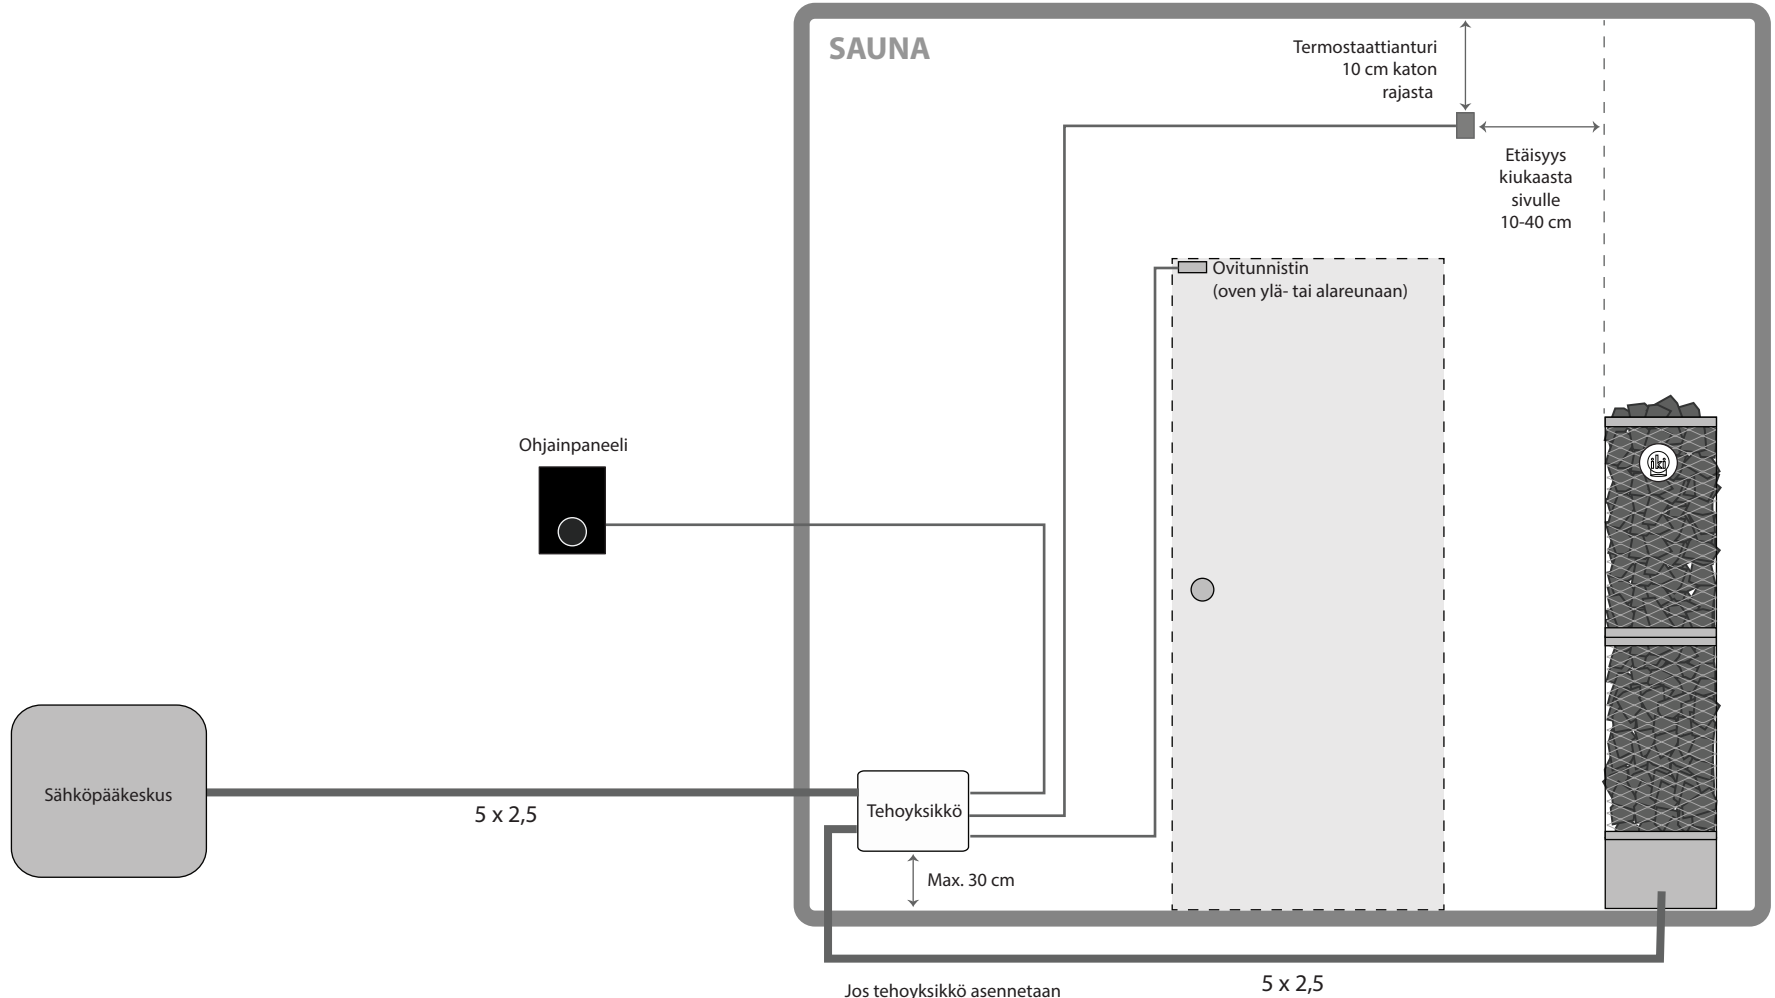 SAUNA
Termostaattianturi
10 cm katon
rajasta
Etäisyys
kiukaasta
sivulle
10-40 cm
Ovitunnistin
(oven ylä- tai alareunaan)
iki
Ohjainpaneeli
Sähköpääkeskus
5 x 2,5
Tehoyksikkö
Max. 30 cm
5 x 2,5
Jos tehoyksikkö asennetaan